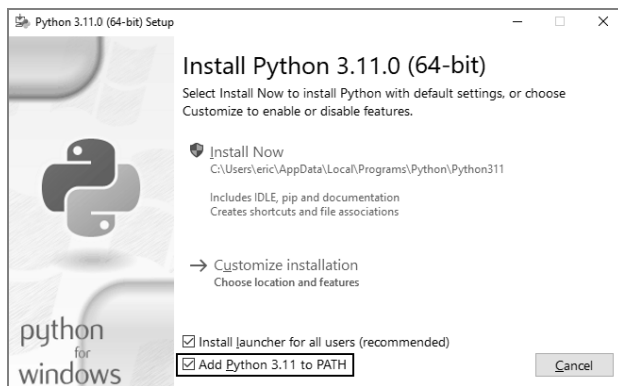 Python 3.11.0 (64-bit) Setup
Install Python 3.11.0 (64-bit)
Select Install Now to install Python with default settings, or choose
Customize to enable or disable features.
Install Now
C:\Users\eric\AppData\Local\Programs\Python\Python311
Includes IDLE, pip and documentation
Creates shortcuts and file associations
Customize installation
Choose location and features
python
for
windows
Install launcher for all users (recommended)
Add Python 3.11 to PATH
Cancel